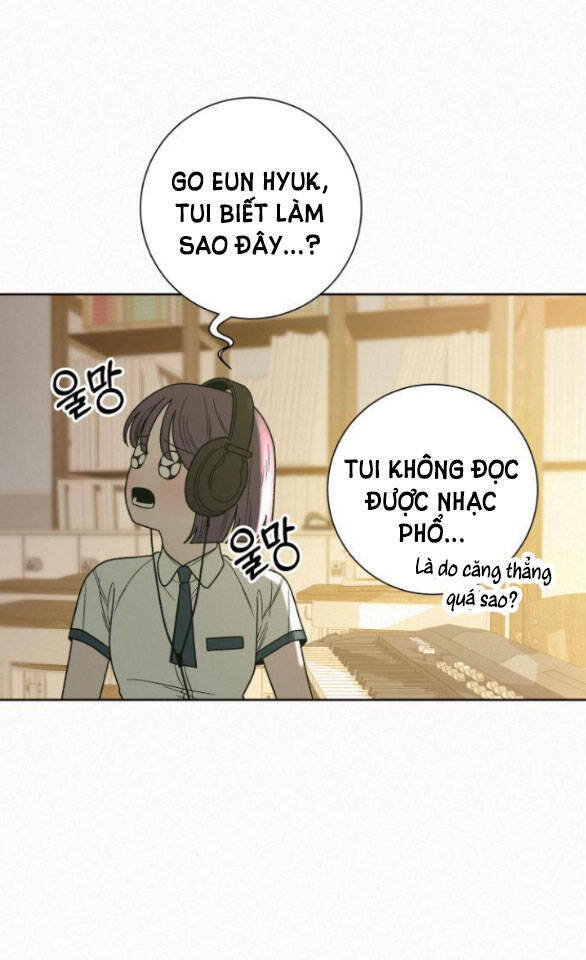 GO EUN HYUK,
TUI BIẾT LÀM
SAO ĐÂY...?
울망
TUI KHÔNG ĐỌC
ĐƯỢC NHẠC
PHỔ...
울망
Là do căng thẳng
quá sao?